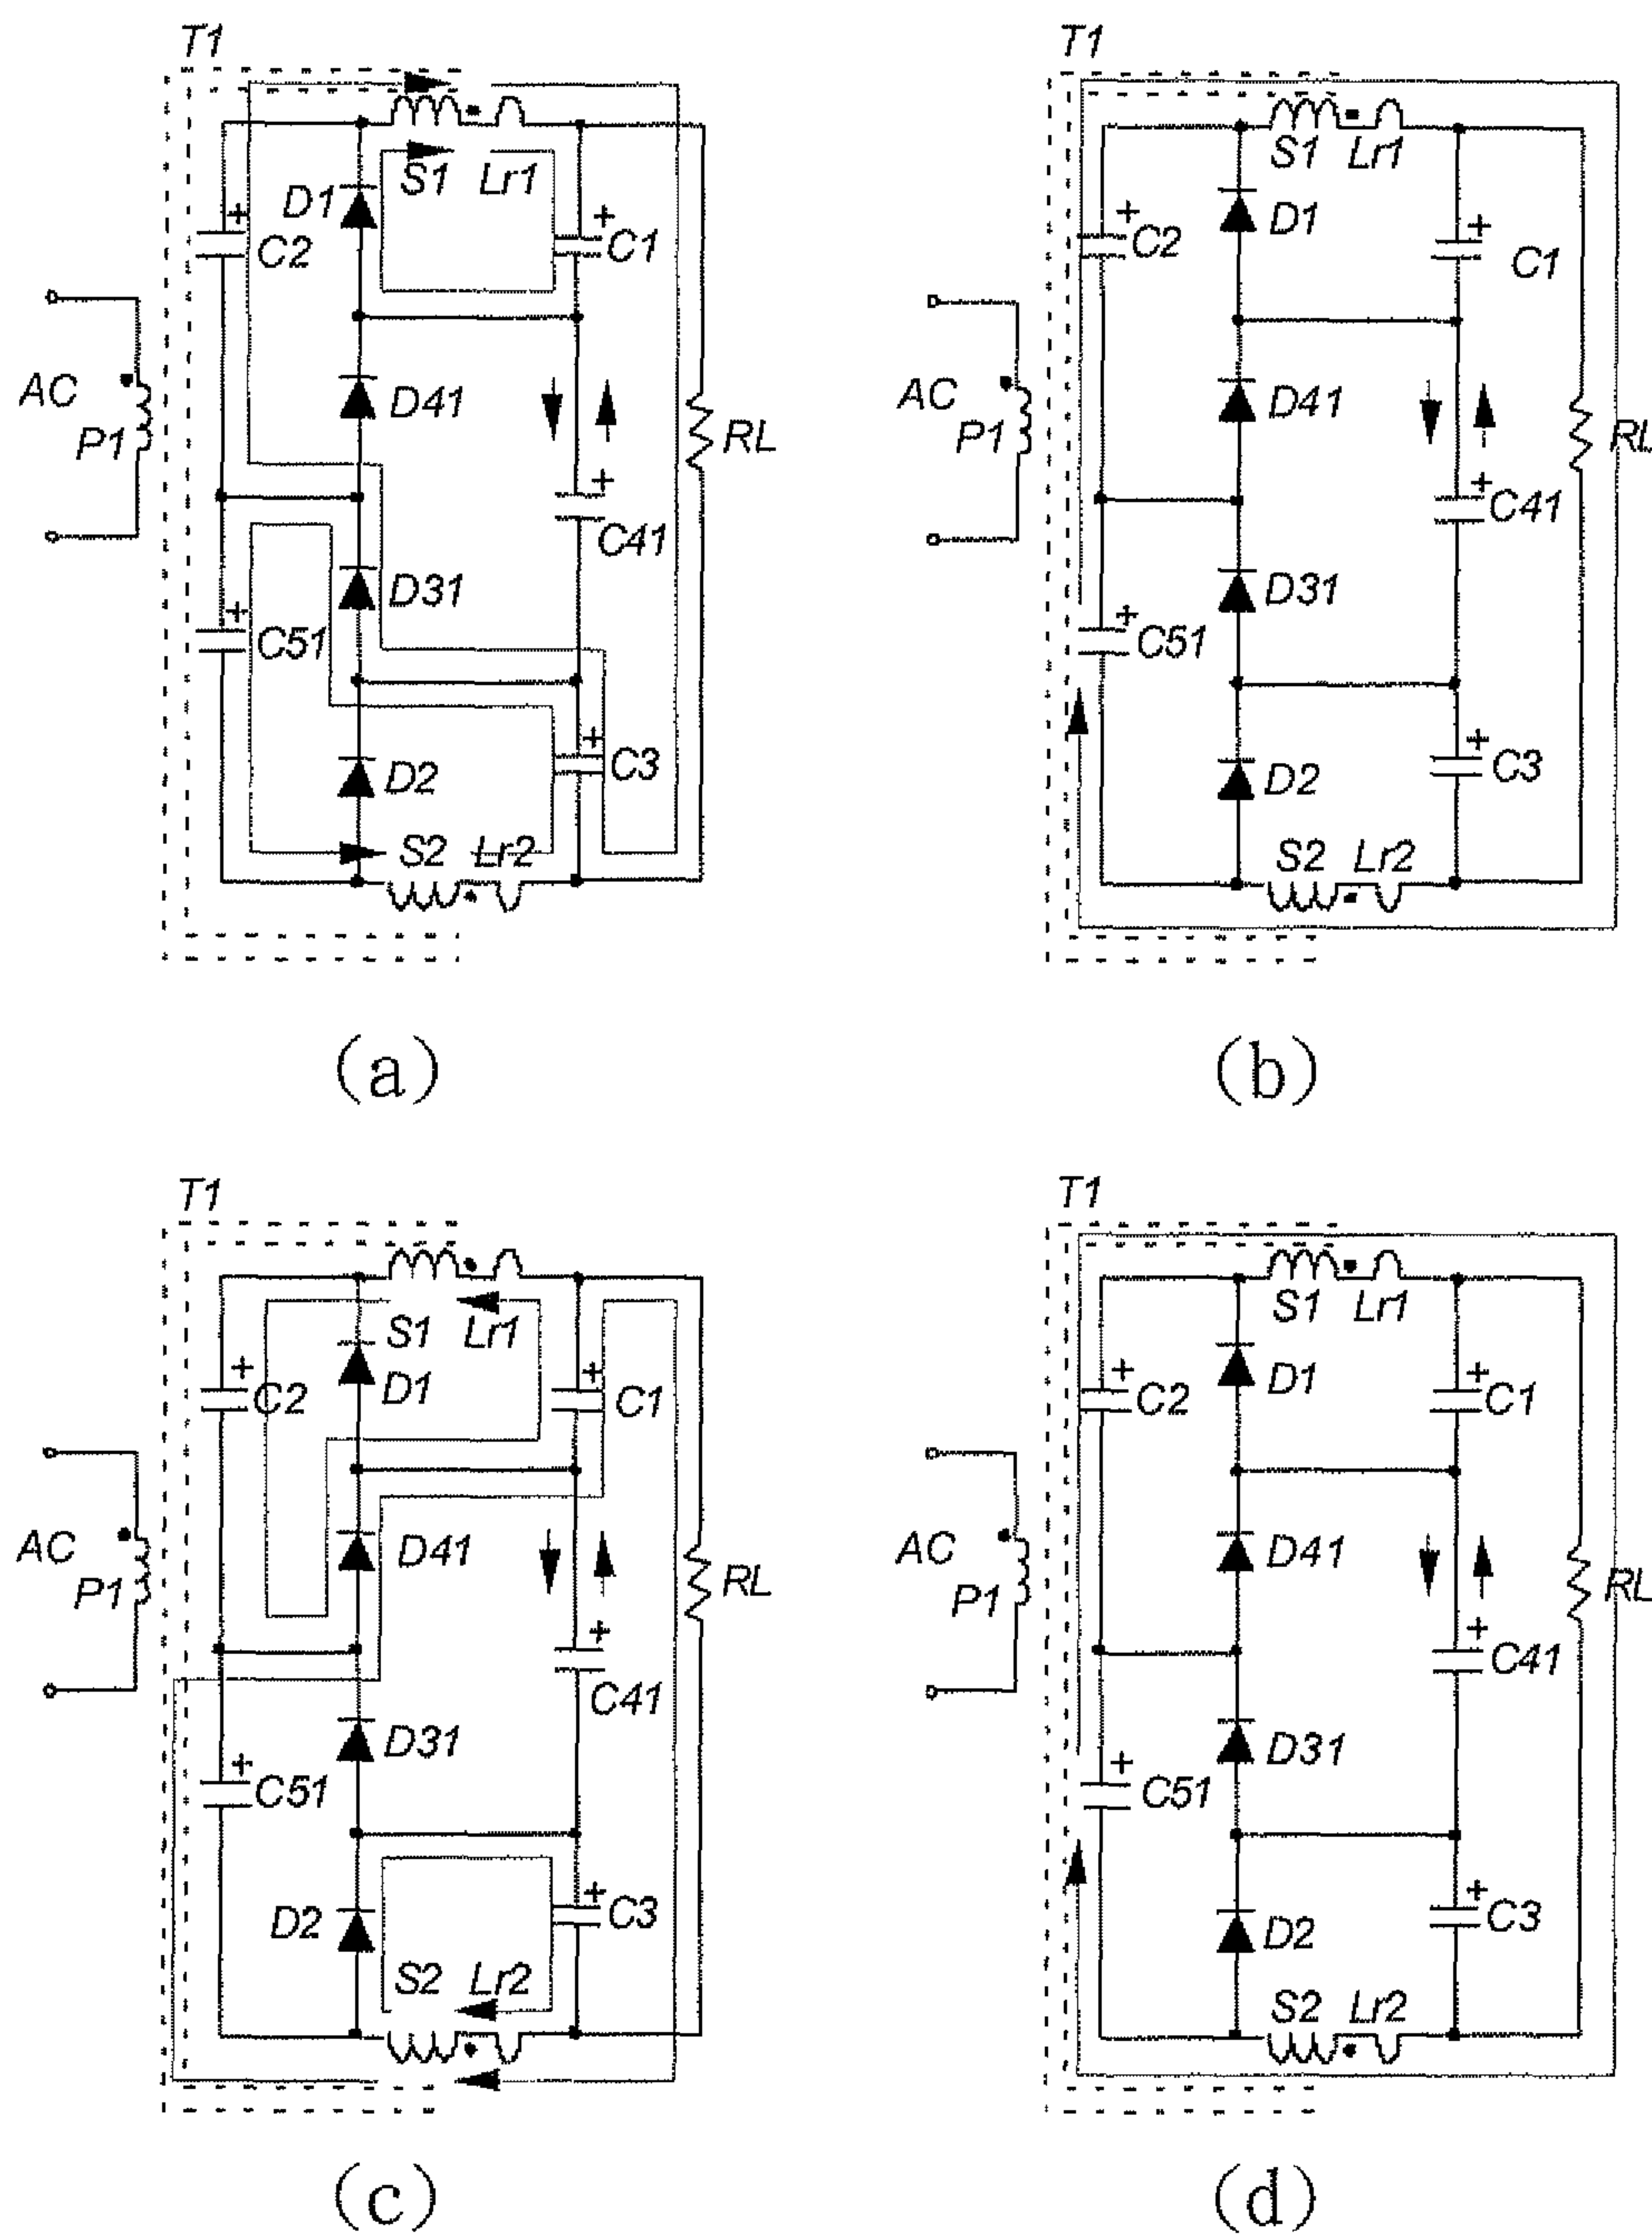 T1
S1 Lr1
D1
C2
C1
AC
P1
D41
RL
C41
D31
C51
D2
C3
S2 Lr2
(a)
T1
S1 Lr1
D1
C2
C1
AC
P1
D41
RL
C41
D31
C51
D2
C3
S2 Lr2
(b)
T1
S1 Lr1
D1
C2
C1
AC
P1
D41
RL
C41
D31
C51
D2
C3
S2 Lr2
(c)
T1
S1 Lr1
D1
C2
C1
AC
P1
D41
RL
C41
D31
C51
D2
C3
S2 Lr2
(d)